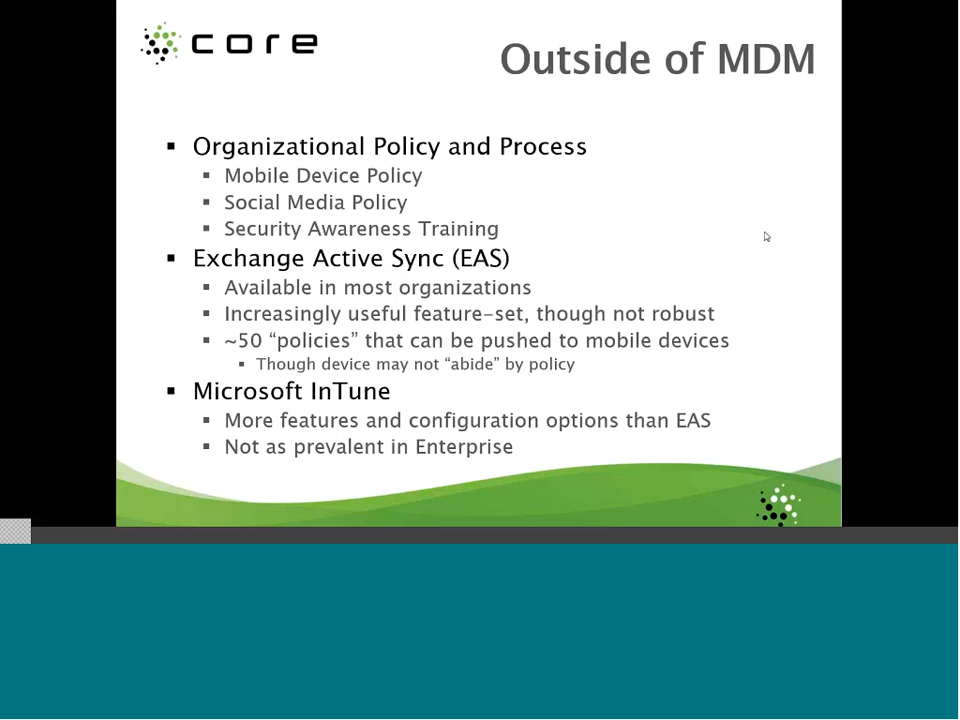 core
Outside of MDM
▪ Organizational Policy and Process
▪ Mobile Device Policy
▪ Social Media Policy
▪ Security Awareness Training
▪ Exchange Active Sync (EAS)
▪ Available in most organizations
▪ Increasingly useful feature-set, though not robust
▪ ~50 “policies” that can be pushed to mobile devices
▪ Though device may not “abide” by policy
▪ Microsoft InTune
▪ More features and configuration options than EAS
▪ Not as prevalent in Enterprise